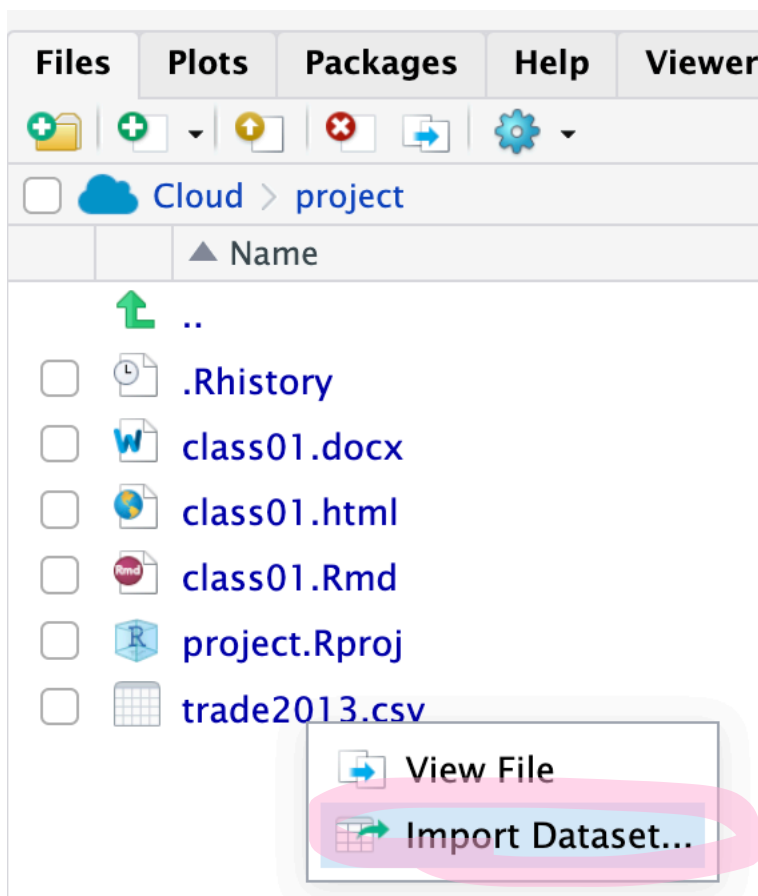 Files Plots Packages Help Viewer
Cloud > project
Name
..
.Rhistory
W class01.docx
class01.html
Rmd class01.Rmd
R project.Rproj
trade2013.csv
View File
Import Dataset...